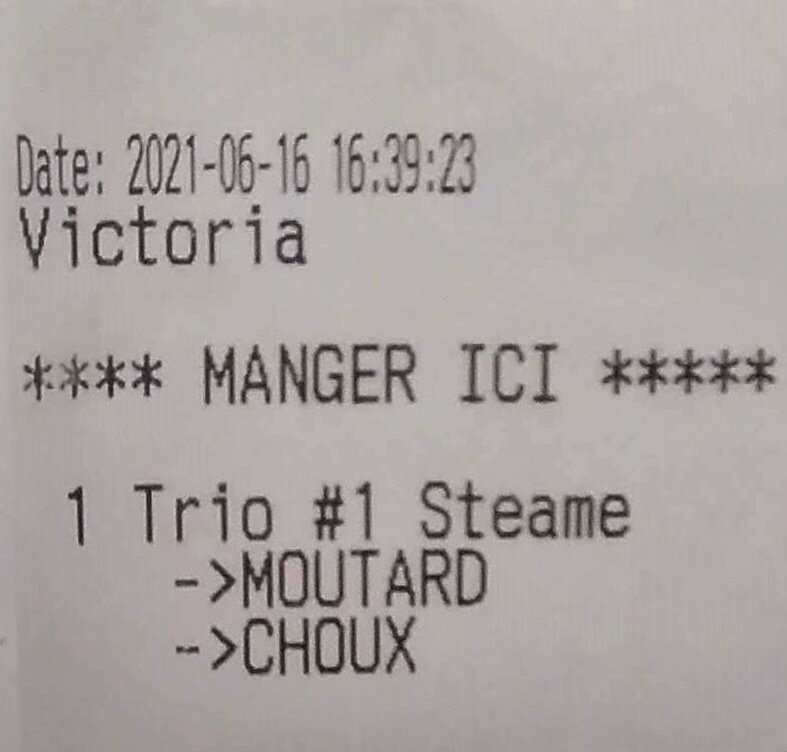 Date: 2021-06-16 16:39:23
Victoria
**** MANGER ICI *****
1 Trio #1 Steame
->MOUTARD
->CHOUX